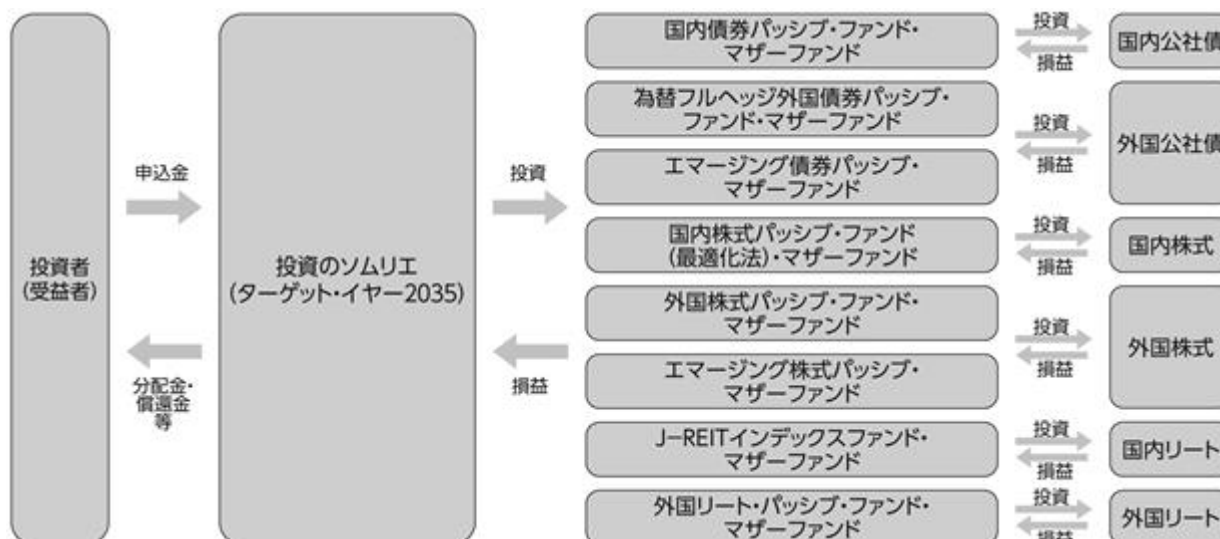 投資者
(受益者)
申込金
分配金・
償還金
等
投資のソムリエ
(ターゲット・イヤー2035)
投資
損益
国内債券パッシブ・ファンド・
マザーファンド
投資
損益
国内公社債
為替フルヘッジ外国債券パッシブ・
ファンド・マザーファンド
エマージング債券パッシブ・
マザーファンド
投資
損益
外国公社債
国内株式パッシブ・ファンド
(最適化法)・マザーファンド
投資
損益
国内株式
外国株式パッシブ・ファンド・
マザーファンド
エマージング株式パッシブ・
マザーファンド
投資
損益
外国株式
J-REITインデックスファンド・
マザーファンド
投資
損益
国内リート
外国リート・パッシブ・ファンド・
マザーファンド
投資
損益
外国リート